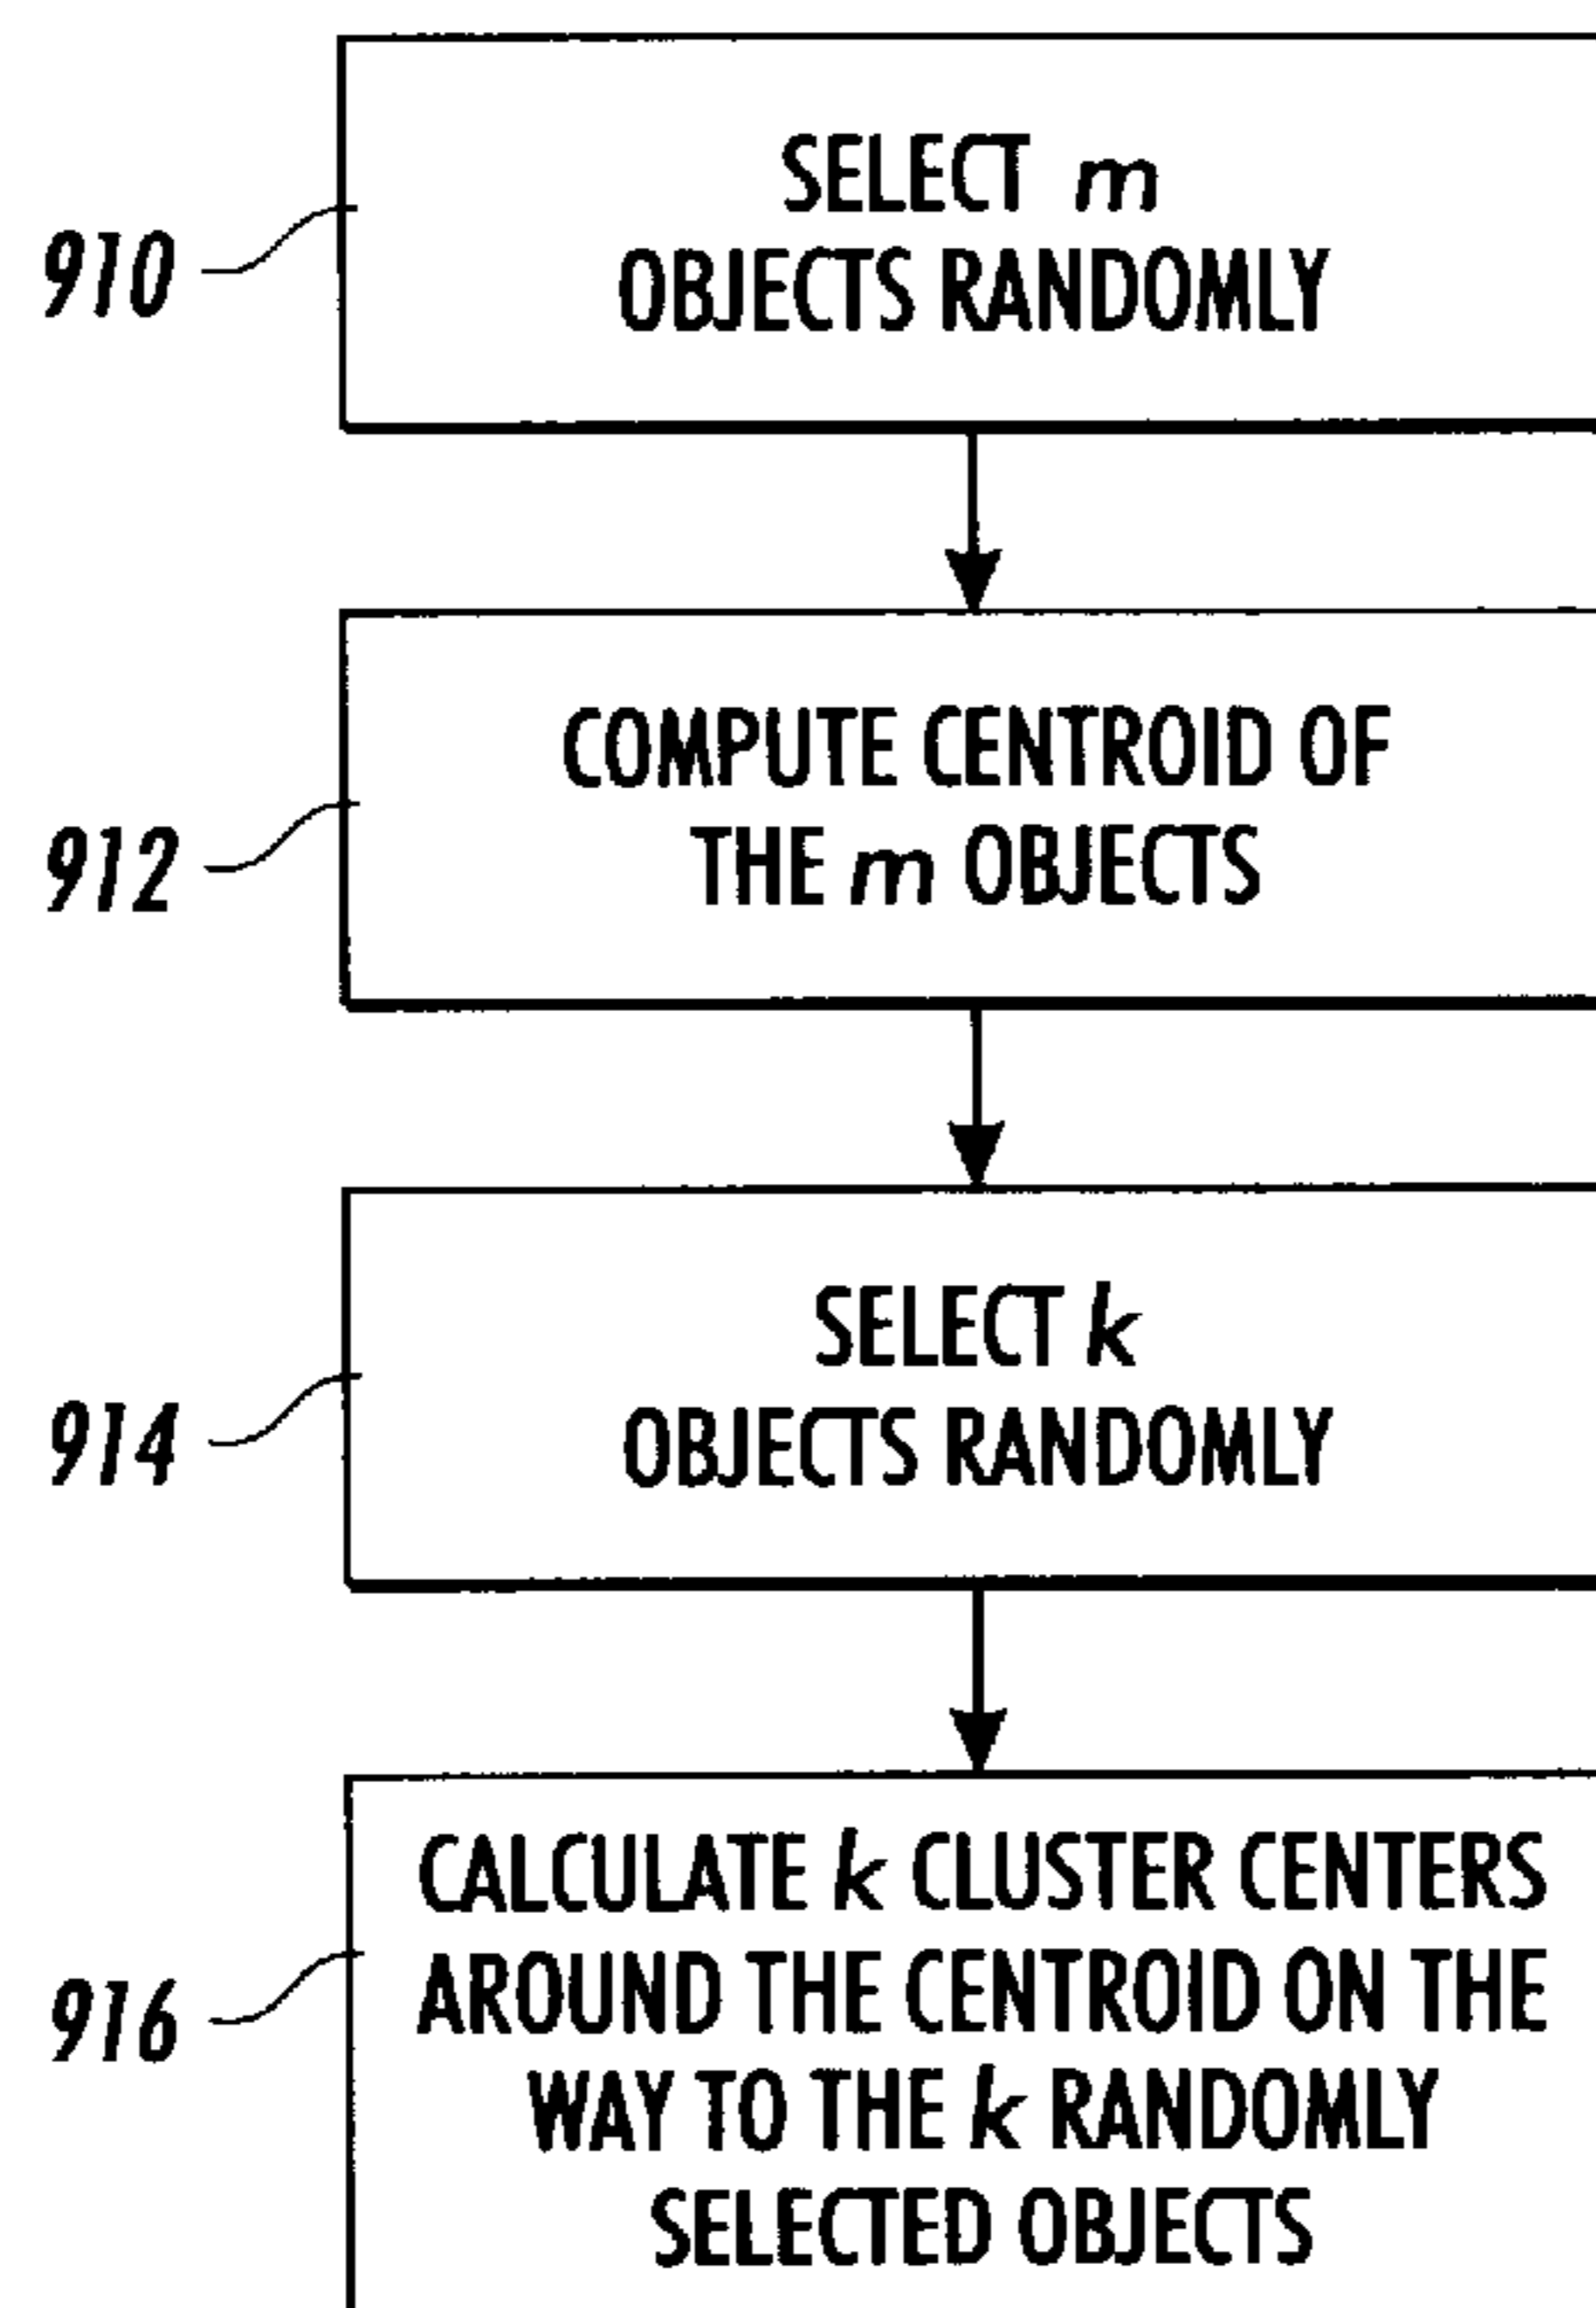 SELECT m
OBJECTS RANDOMLY
910
COMPUTE CENTROID OF
THE m OBJECTS
912
SELECT k
OBJECTS RANDOMLY
914
CALCULATE k CLUSTER CENTERS
AROUND THE CENTROID ON THE
WAY TO THE k RANDOMLY
SELECTED OBJECTS
916